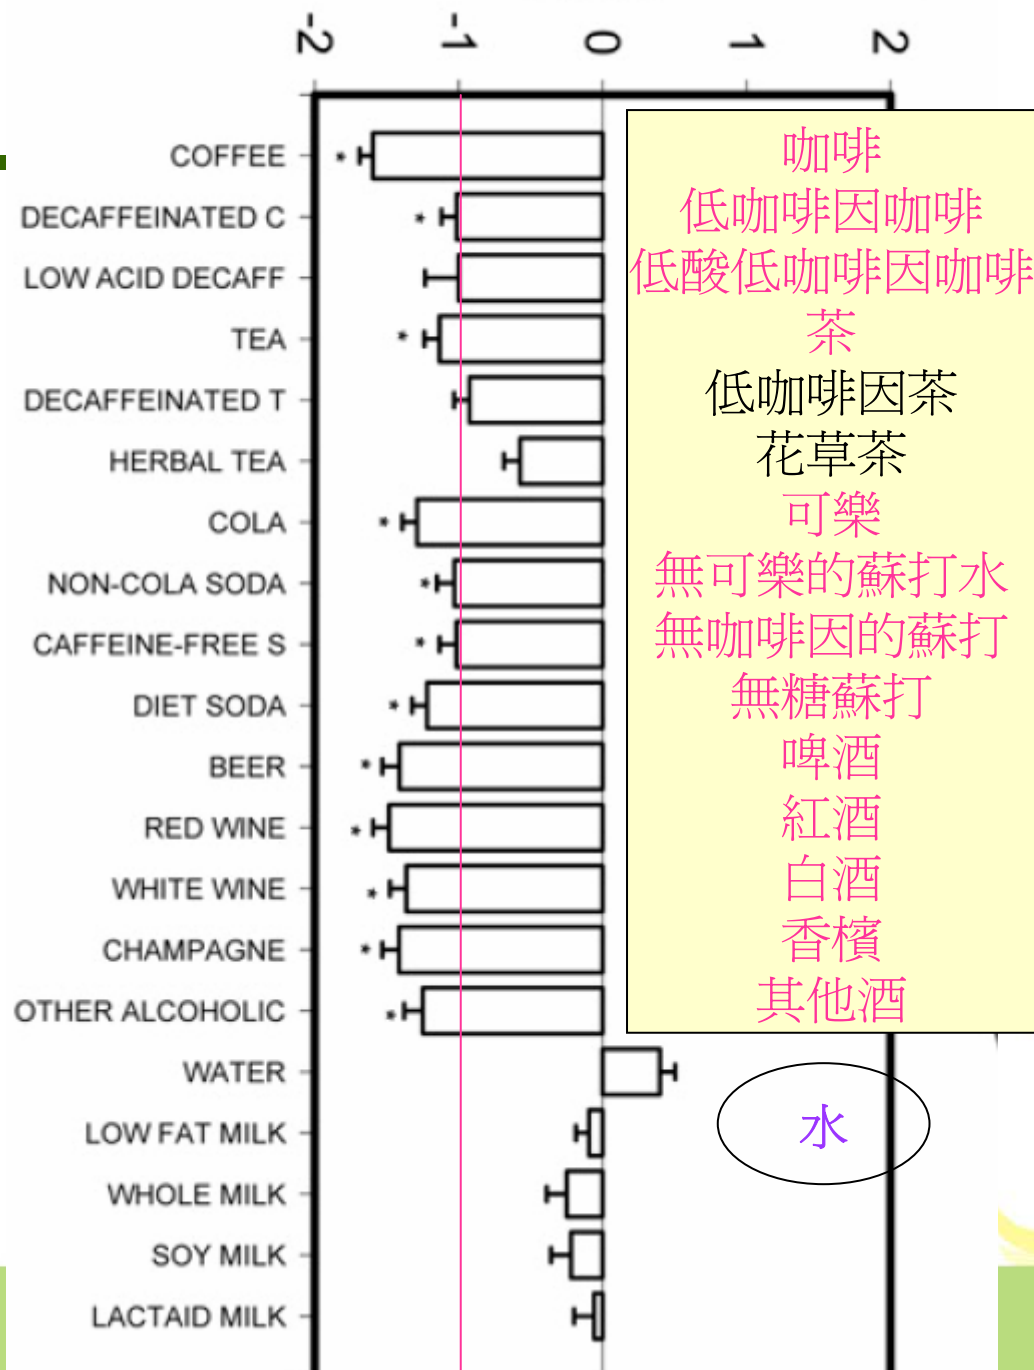 -2
-1
0
1
2
COFFEE
DECAFFEINATED C
LOW ACID DECAFF
TEA
DECAFFEINATED T
HERBAL TEA
COLA
NON-COLA SODA
CAFFEINE-FREE S
DIET SODA
BEER
RED WINE
WHITE WINE
CHAMPAGNE
OTHER ALCOHOLIC
WATER
LOW FAT MILK
WHOLE MILK
SOY MILK
LACTAID MILK
咖啡
低咖啡因咖啡
低酸低咖啡因咖啡
茶
低咖啡因茶
花草茶
可樂
無可樂的蘇打水
無咖啡因的蘇打
無糖蘇打
啤酒
紅酒
白酒
香檳
其他酒
水